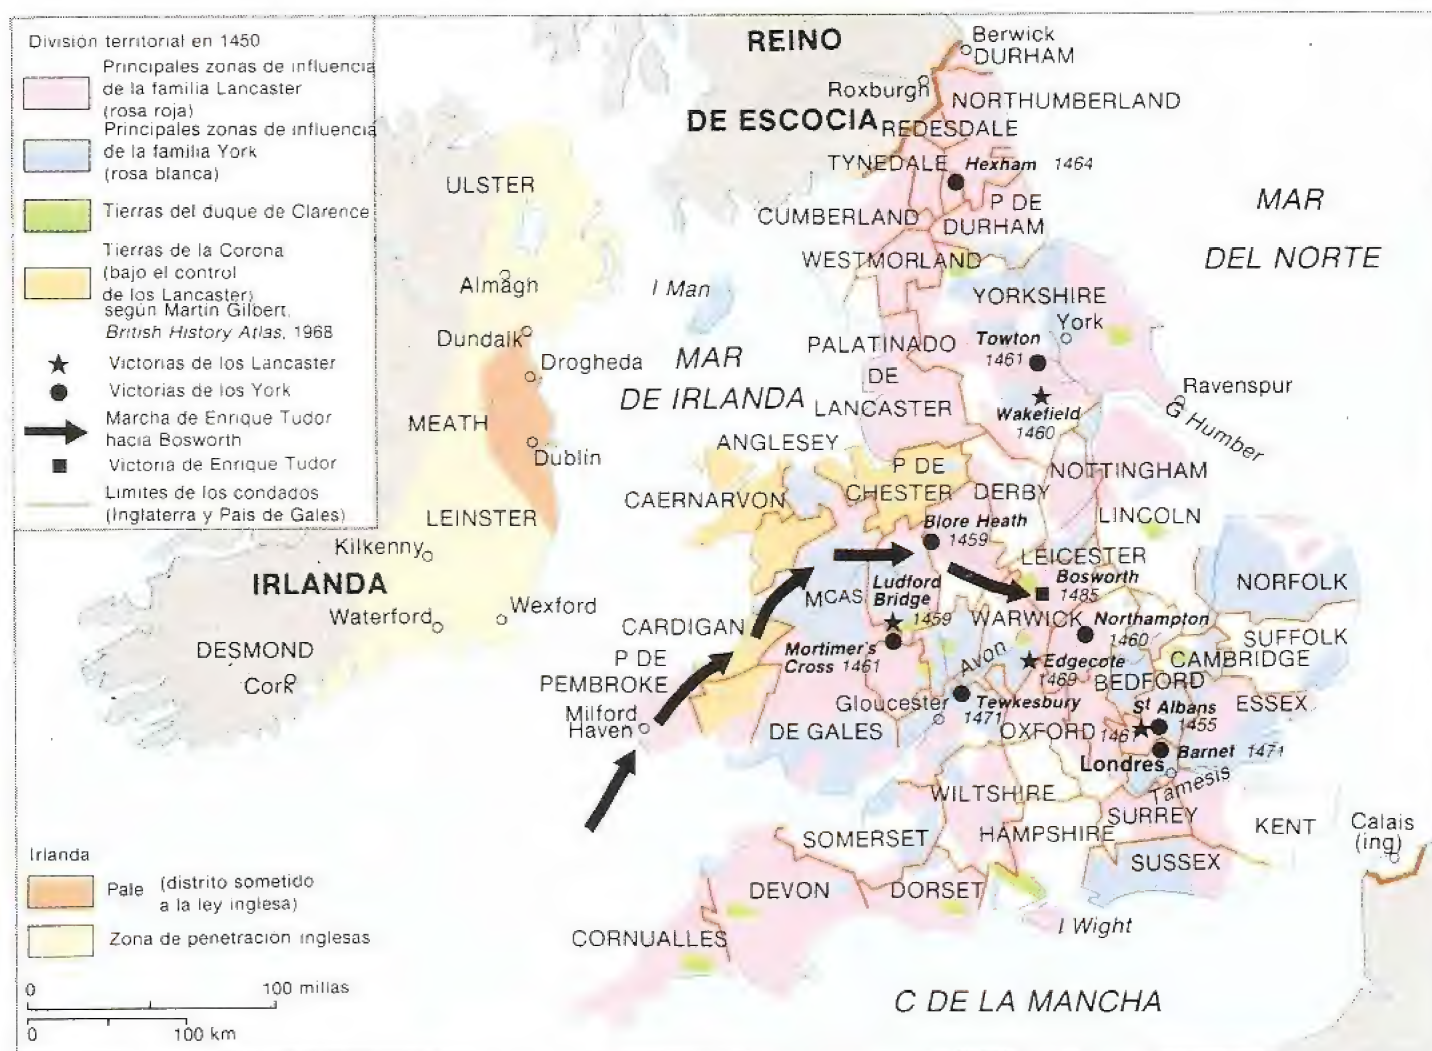 División territorial en 1450
Principales zonas de influencia
de la familia Lancaster
(rosa roja)
Principales zonas de influencia
de la familia York
(rosa blanca)
Tierras del duque de Clarence
Tierras de la Corona
(bajo el control
de los Lancaster)
según Martin Gilbert,
British History Atlas, 1968
Victorias de los Lancaster
Victorias de los York
Marcha de Enrique Tudor
hacia Bosworth
Victoria de Enrique Tudor
Límites de los condados
(Inglaterra y País de Gales)
REINO
DE ESCOCIA
Berwick
DURHAM
Roxburgh
NORTHUMBERLAND
REDESDALE
TYNEDALE
Hexham 1464
P DE
DURHAM
CUMBERLAND
WESTMORLAND
MAR
DEL NORTE
ULSTER
Almagh
Dundalk
Drogheda
MEATH
Dublín
LEINSTER
Kilkenny
IRLANDA
Waterford
Wexford
DESMOND
Cork
I Man
MAR
DE IRLANDA
YORKSHIRE
York
Towton
1461
PALATINADO
DE
LANCASTER
Wakefield
1460
Ravenspur
G Humber
ANGLESEY
CAERNARVON
P DE
CHESTER
DERBY
NOTTINGHAM
LINCOLN
Blore Heath
1459
LEICESTER
Bosworth
1485
NORFOLK
MCAS
Ludford
Bridge
1459
WARWICK
Northampton
1460
SUFFOLK
CARDIGAN
Mortimer's
Cross 1461
Avon
Edgecote
1469
CAMBRIDGE
BEDFORD
P DE
PEMBROKE
Milford
Haven
Gloucester
Tewkesbury
1471
St Albans
1455
ESSEX
DE GALES
OXFORD
146
Barnet 1471
Londres
Tamesis
WILTSHIRE
SURREY
KENT
Calais
(ing)
SOMERSET
HAMPSHIRE
SUSSEX
DEVON
DORSET
I Wight
CORNUALLES
C DE LA MANCHA
Irlanda
Pale (distrito sometido
a la ley inglesa)
Zona de penetración inglesas
0 100 millas
0 100 km